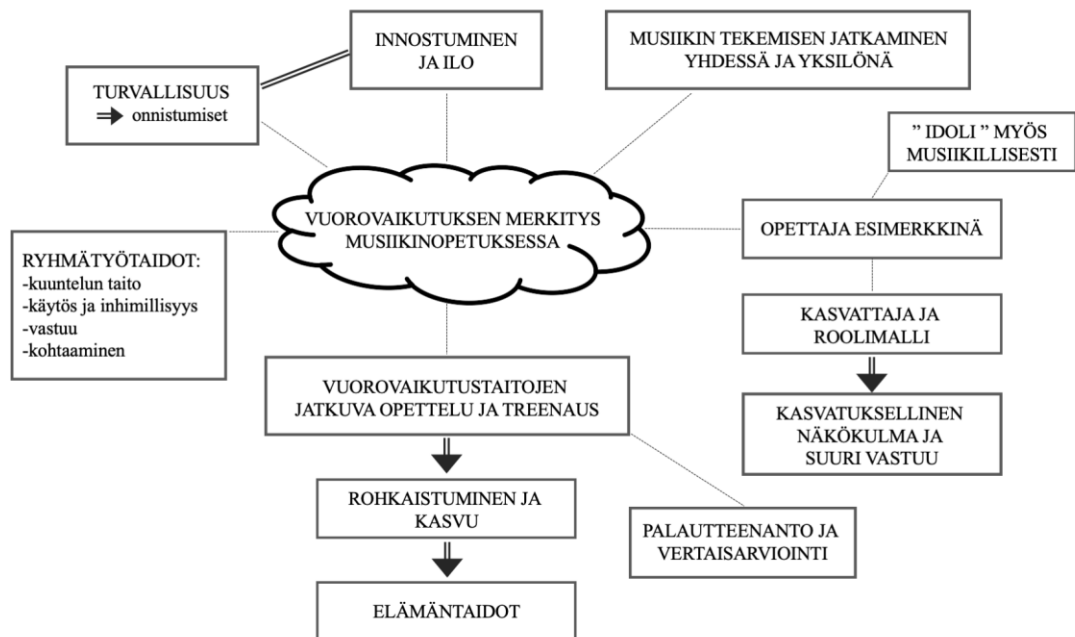 INNOSTUMINEN
JA ILO
MUSIIKIN TEKEMISEN JATKAMINEN
YHDESSÄ JA YKSILÖNÄ
TURVALLISUUS
onnistumiset
” IDOLI ” MYÖS
MUSIIKILLISESTI
VUOROVAIKUTUKSEN MERKITYS
MUSIIKINOPETUKSESSA
OPETTAJA ESIMERKKINÄ
RYHMÄTYÖTAIDOT:
-kuuntelun taito
-käytös ja inhimillisyys
-vastuu
-kohtaaminen
KASVATTAJA JA
ROOLIMALLI
VUOROVAIKUTUSTAITOJEN
JATKUVA OPETTELU JA TREENAUS
KASVATUKSELLINEN
NÄKÖKULMA JA
SUURI VASTUU
ROHKAISTUMINEN JA
KASVU
PALAUTTEENANTO JA
VERTAISARVIOINTI
ELÄMÄNTAIDOT